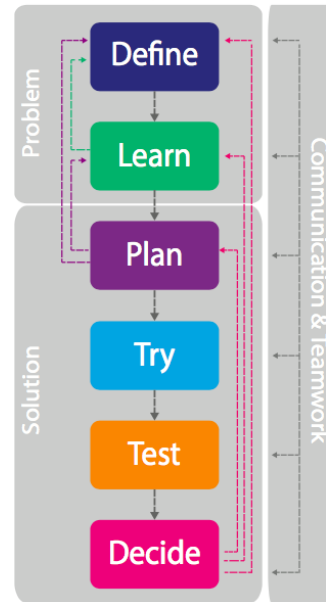 Problem
Define
Learn
Solution
Plan
Try
Test
Decide
Communication & Teamwork